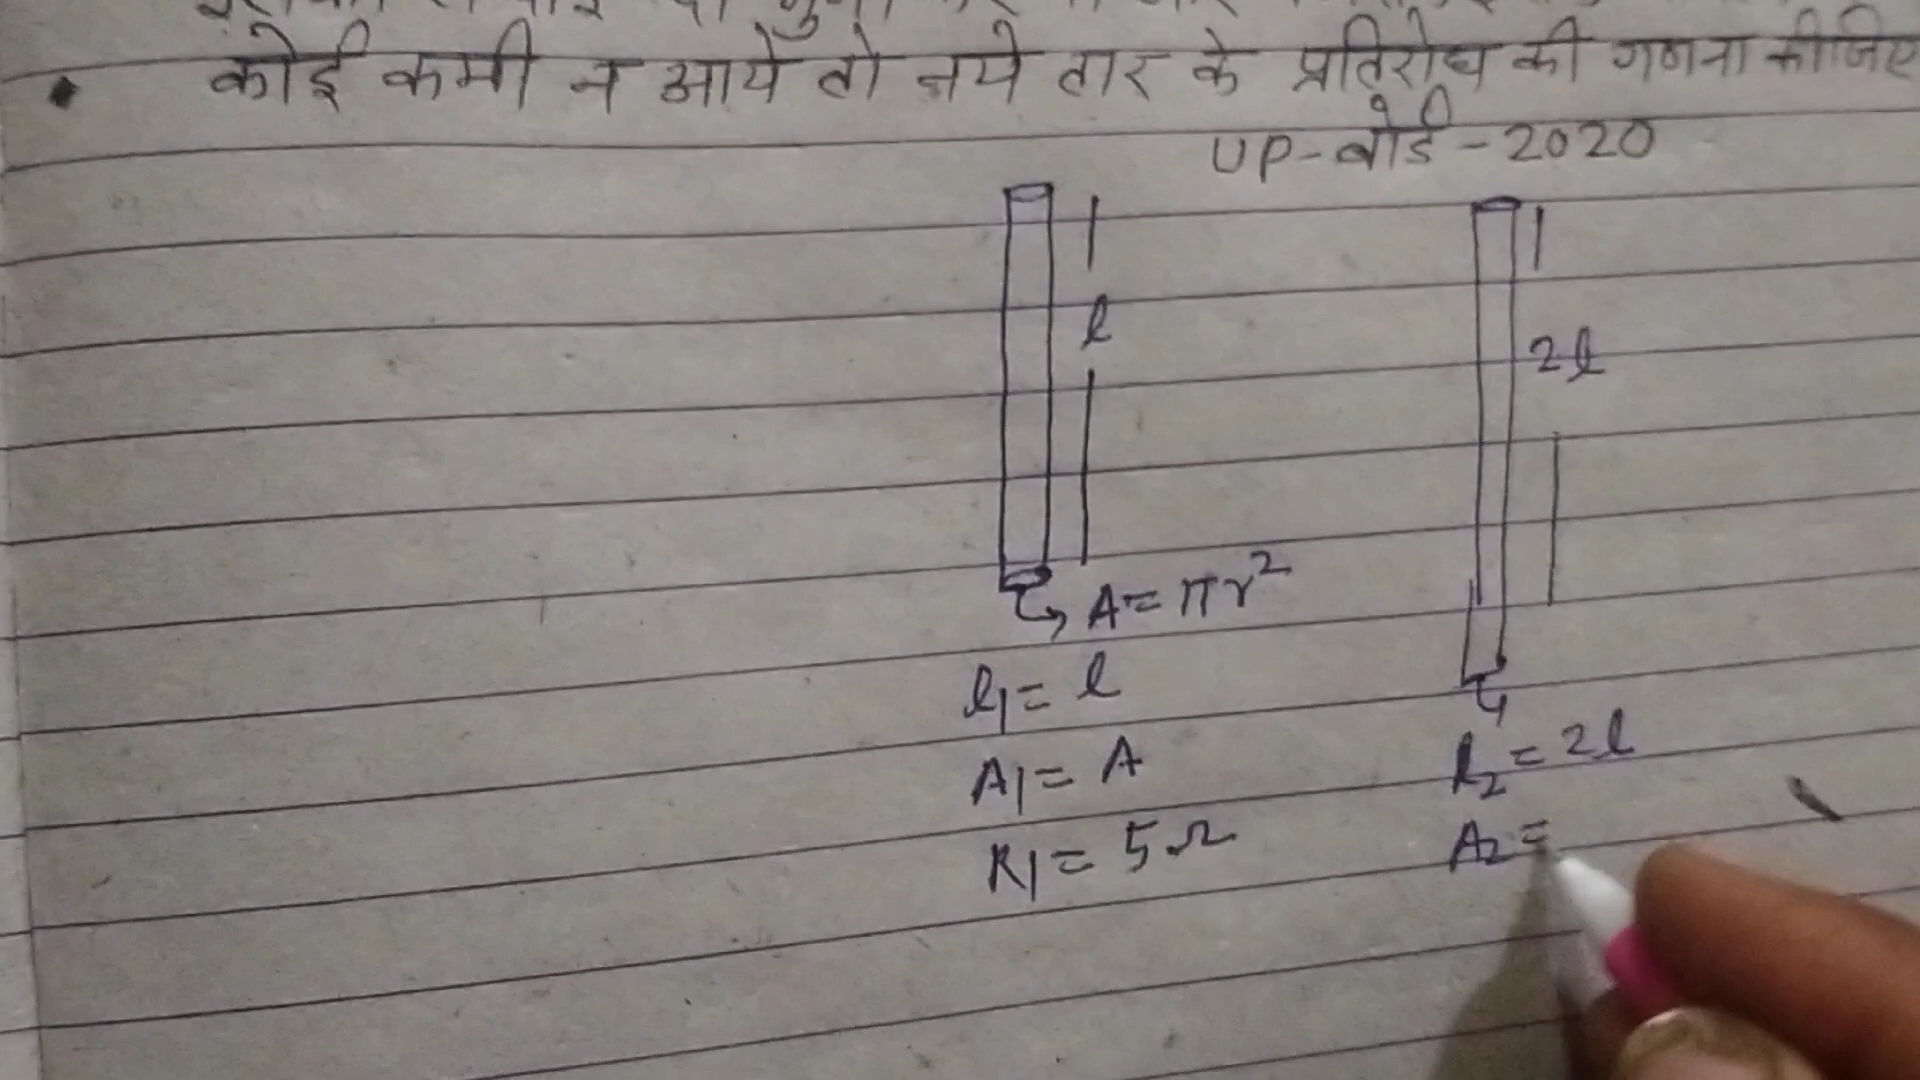 कोई कमी न आये तो नये तार के प्रतिरोध की गणना कीजिए
UP-बोर्ड-2020
l
2l
A=πr²
l₁= l
A₁= A
R₁= 5Ω
l₂=2l
A₂=